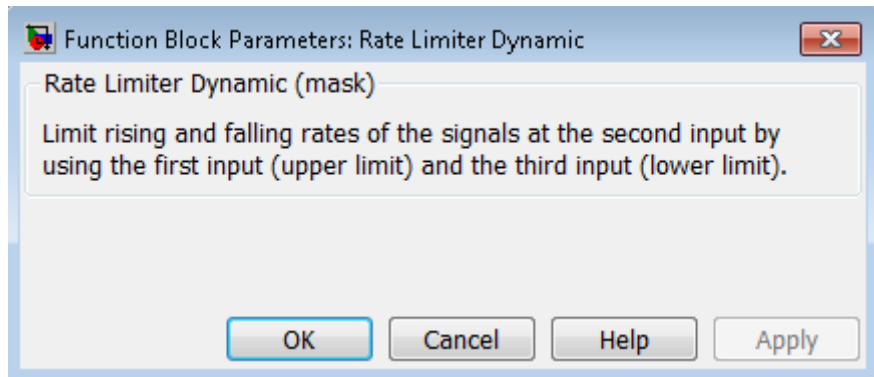 Function Block Parameters: Rate Limiter Dynamic
Rate Limiter Dynamic (mask)
Limit rising and falling rates of the signals at the second input by
using the first input (upper limit) and the third input (lower limit).
OK Cancel Help Apply